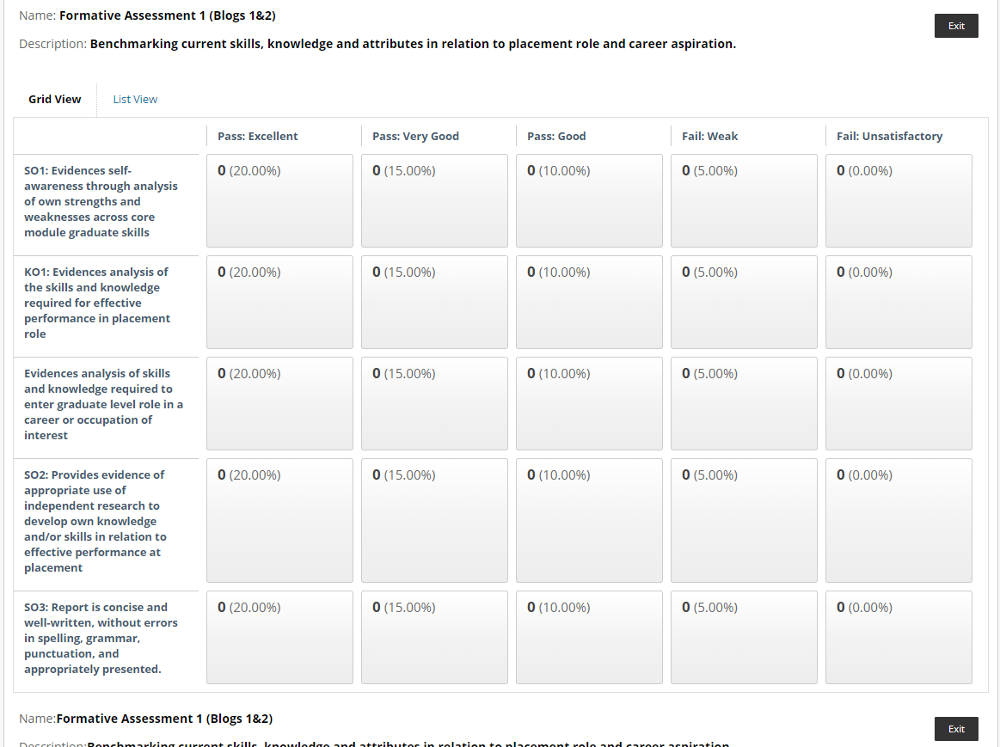 Name: Formative Assessment 1 (Blogs 1&2)
Exit
Description: Benchmarking current skills, knowledge and attributes in relation to placement role and career aspiration.
Grid View
List View
Pass: Excellent
Pass: Very Good
Pass: Good
Fail: Weak
Fail: Unsatisfactory
SO1: Evidences self-
awareness through analysis
of own strengths and
weaknesses across core
module graduate skills
0 (20.00%)
0 (15.00%)
0 (10.00%)
0 (5.00%)
0 (0.00%)
KO1: Evidences analysis of
the skills and knowledge
required for effective
performance in placement
role
0 (20.00%)
0 (15.00%)
0 (10.00%)
0 (5.00%)
0 (0.00%)
Evidences analysis of skills
and knowledge required to
enter graduate level role in a
career or occupation of
interest
0 (20.00%)
0 (15.00%)
0 (10.00%)
0 (5.00%)
0 (0.00%)
SO2: Provides evidence of
appropriate use of
independent research to
develop own knowledge
and/or skills in relation to
effective performance at
placement
0 (20.00%)
0 (15.00%)
0 (10.00%)
0 (5.00%)
0 (0.00%)
SO3: Report is concise and
well-written, without errors
in spelling, grammar,
punctuation, and
appropriately presented.
0 (20.00%)
0 (15.00%)
0 (10.00%)
0 (5.00%)
0 (0.00%)
Name:Formative Assessment 1 (Blogs 1&2)
Exit
Description:Benchmarking current skills, knowledge and attributes in relation to placement role and career aspiration.